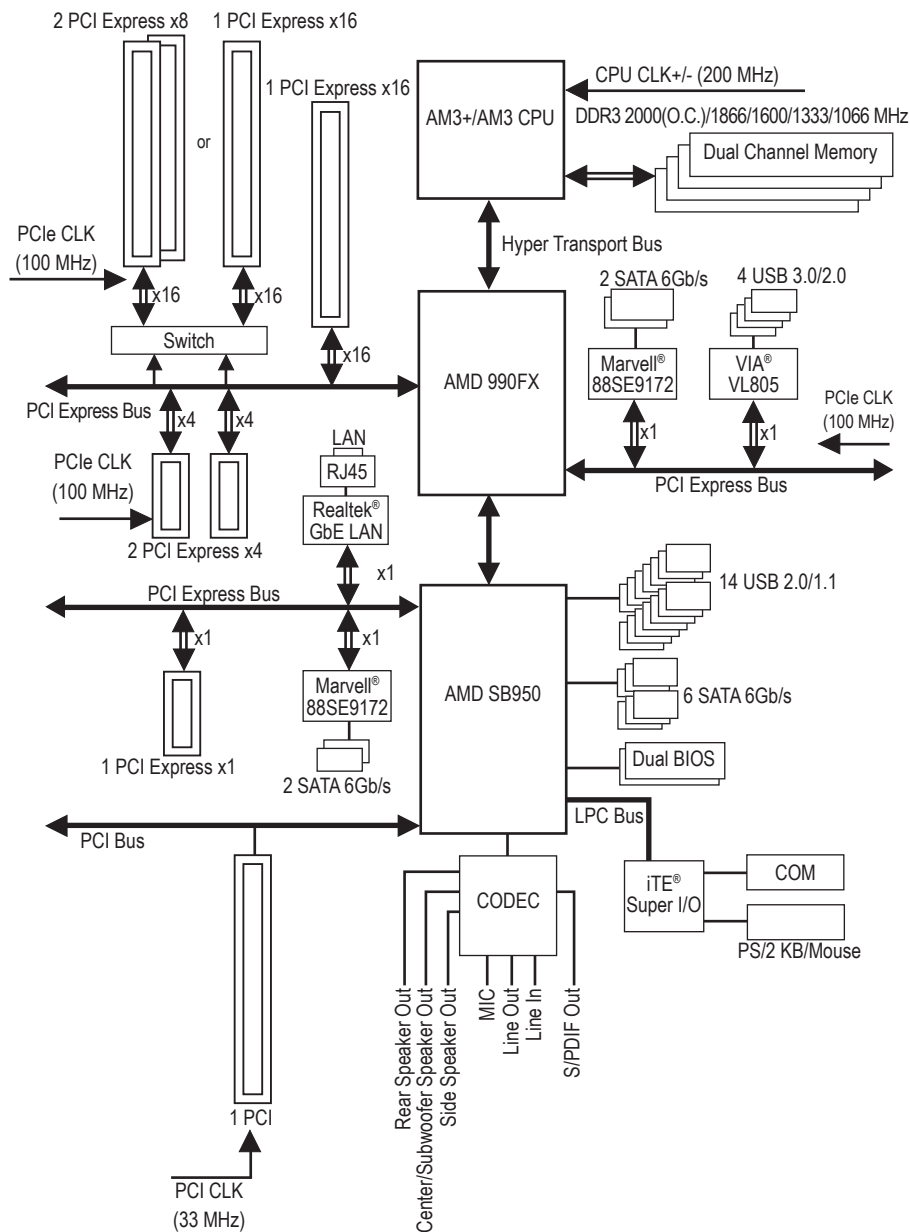 2 PCI Express x8
1 PCI Express x16
or
1 PCI Express x16
AM3+/AM3 CPU
CPU CLK+/- (200 MHz)
DDR3 2000(O.C.)/1866/1600/1333/1066 MHz
Dual Channel Memory
PCIe CLK
(100 MHz)
x16
x16
Hyper Transport Bus
Switch
x16
2 SATA 6Gb/s
4 USB 3.0/2.0
AMD 990FX
Marvell®
88SE9172
VIA®
VL805
PCI Express Bus
x4
x4
x1
x1
PCIe CLK
(100 MHz)
PCI Express Bus
PCIe CLK
(100 MHz)
2 PCI Express x4
LAN
RJ45
Realtek®
GbE LAN
x1
PCI Express Bus
x1
x1
AMD SB950
14 USB 2.0/1.1
Marvell®
88SE9172
6 SATA 6Gb/s
1 PCI Express x1
2 SATA 6Gb/s
Dual BIOS
LPC Bus
PCI Bus
CODEC
iTE®
Super I/O
COM
PS/2 KB/Mouse
Rear Speaker Out
Center/Subwoofer Speaker Out
Side Speaker Out
MIC
Line Out
Line In
S/PDIF Out
1 PCI
PCI CLK
(33 MHz)